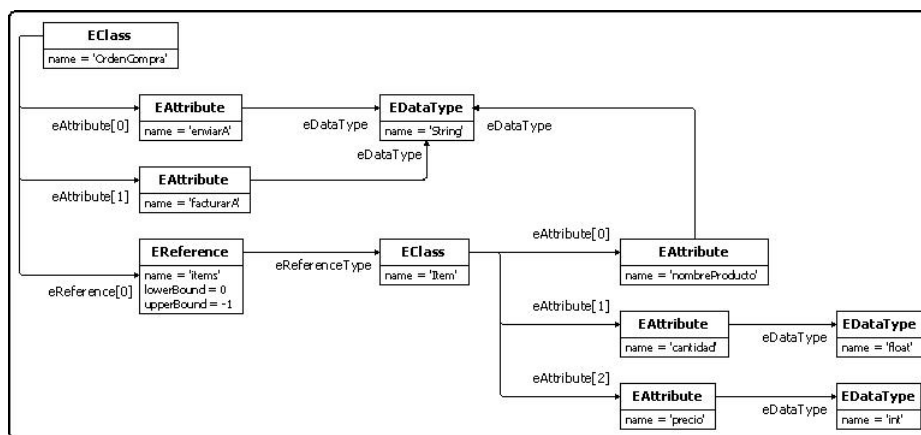 EClass
name = 'OrdenCompra'
EAttribute
name = 'enviarA'
eAttribute[0]
eDataType
EDataType
name = 'String'
eDataType
eDataType
EAttribute
name = 'facturarA'
eAttribute[1]
EReference
name = 'items'
lowerBound = 0
upperBound = -1
eReference[0]
eReferenceType
EClass
name = 'Item'
eAttribute[0]
EAttribute
name = 'nombreProducto'
eAttribute[1]
EAttribute
name = 'cantidad'
eDataType
EDataType
name = 'float'
eAttribute[2]
EAttribute
name = 'precio'
eDataType
EDataType
name = 'int'